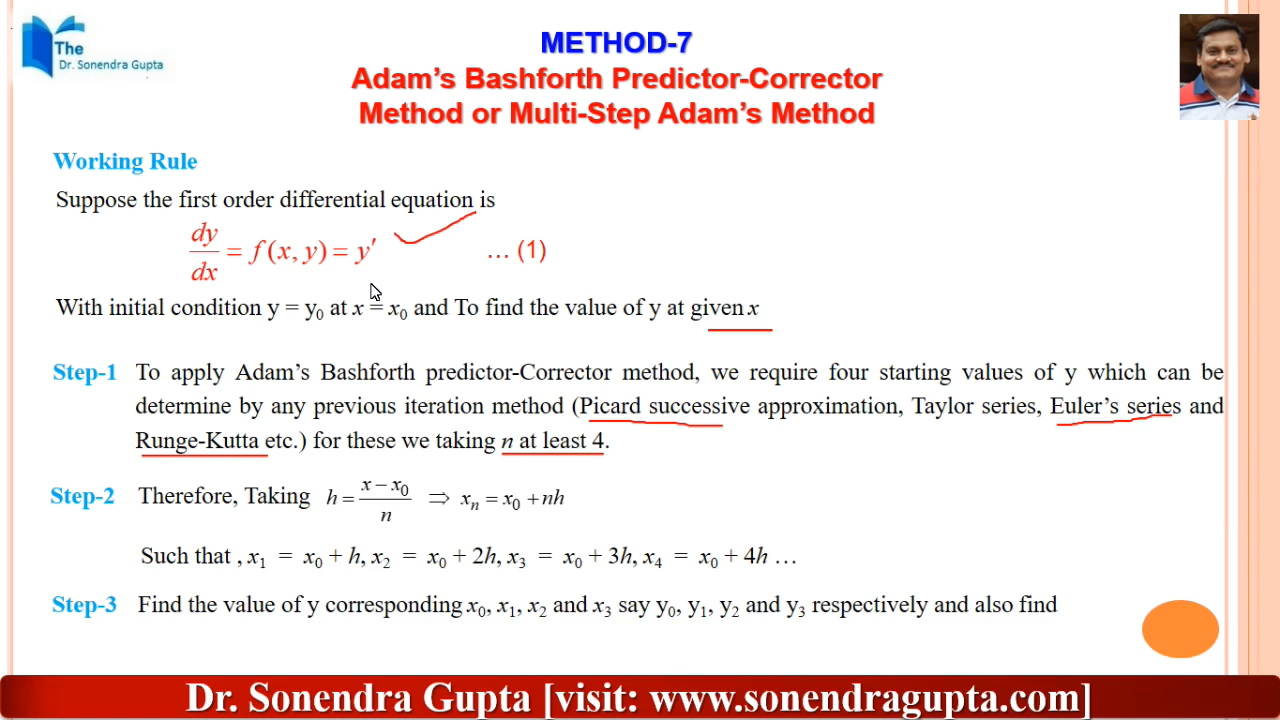 The
Dr. Sonendra Gupta
METHOD-7
Adam's Bashforth Predictor-Corrector
Method or Multi-Step Adam's Method
Working Rule
Suppose the first order differential equation is
dy/dx = f(x, y) = y′ … (1)
With initial condition y = y₀ at x = x₀ and To find the value of y at given x
Step-1 To apply Adam's Bashforth predictor-Corrector method, we require four starting values of y which can be
determine by any previous iteration method (Picard successive approximation, Taylor series, Euler's series and
Runge-Kutta etc.) for these we taking n at least 4.
Step-2 Therefore, Taking h = (x − x₀)/n ⇒ xₙ = x₀ + nh
Such that , x₁ = x₀ + h, x₂ = x₀ + 2h, x₃ = x₀ + 3h, x₄ = x₀ + 4h …
Step-3 Find the value of y corresponding x₀, x₁, x₂ and x₃ say y₀, y₁, y₂ and y₃ respectively and also find
Dr. Sonendra Gupta [visit: www.sonendragupta.com]